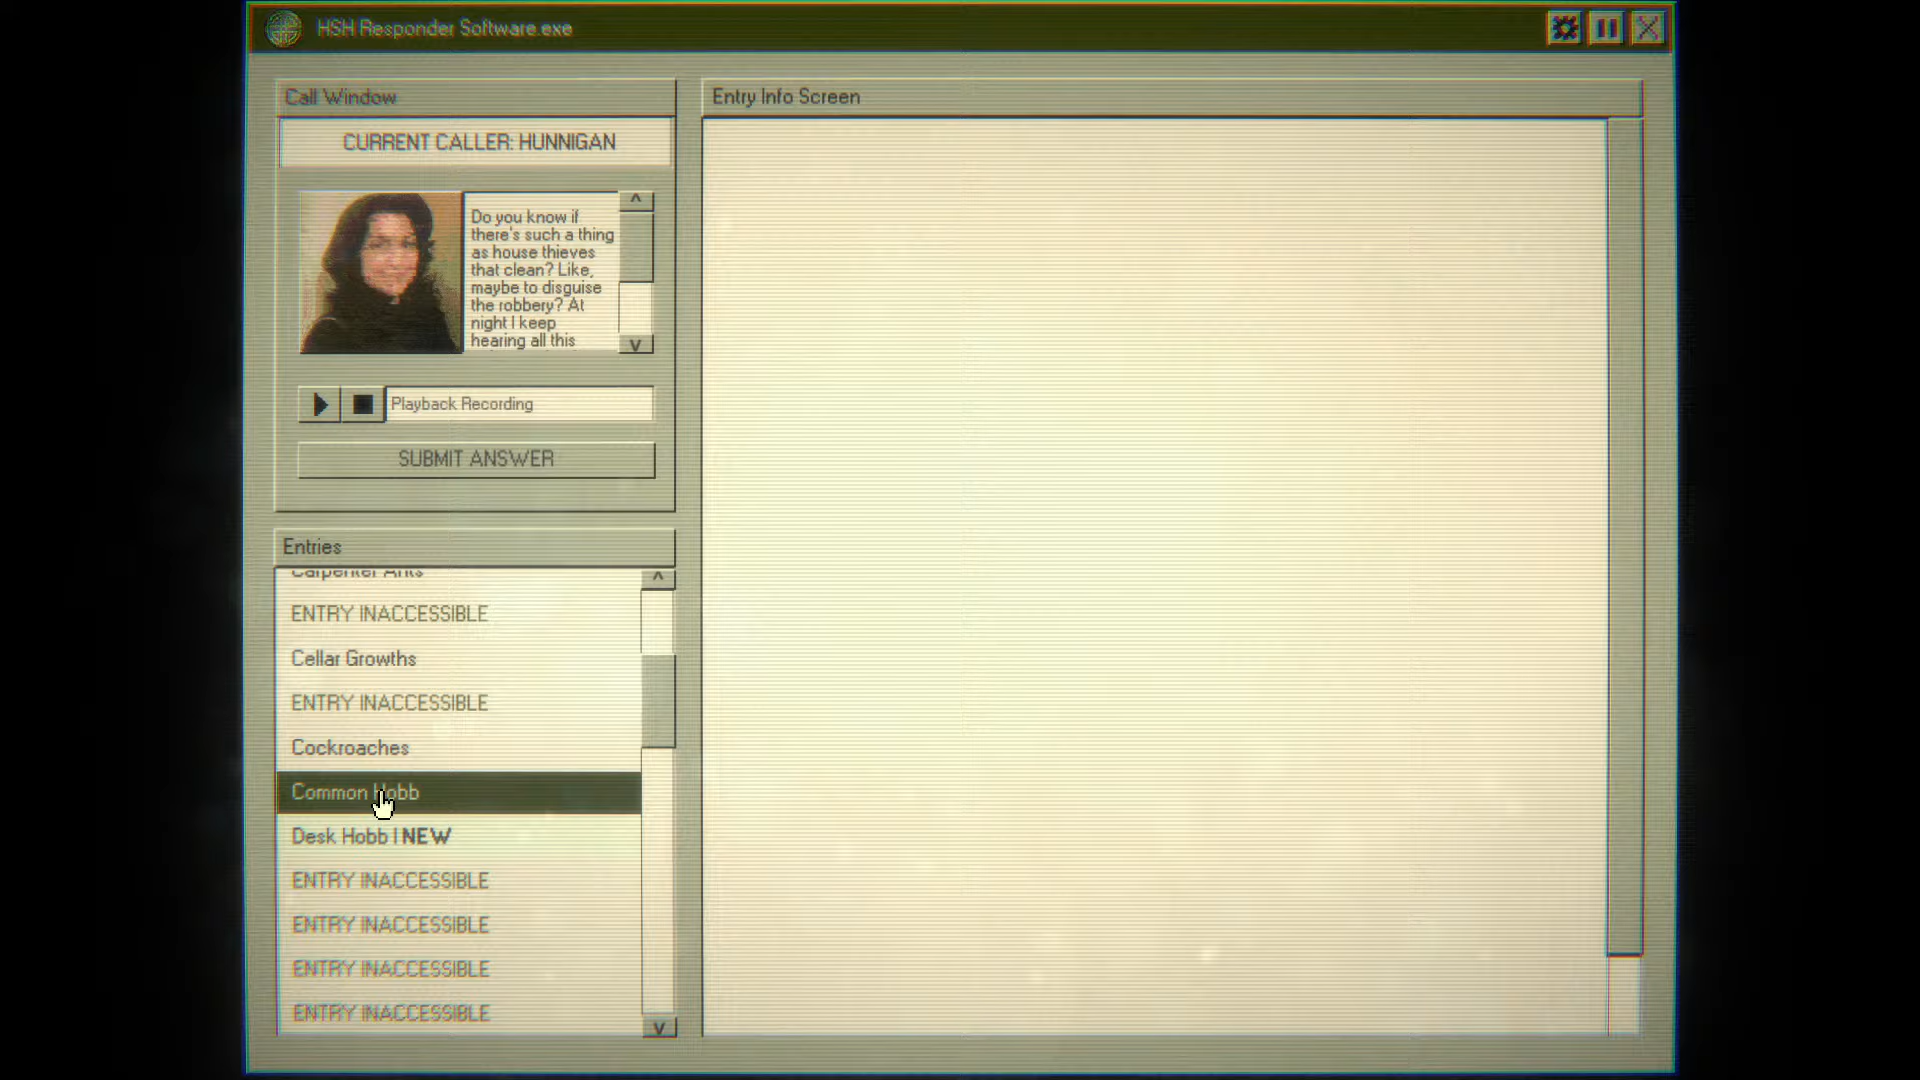 HSH Responder Software.exe
Call Window
CURRENT CALLER: HUNNIGAN
Do you know if
there's such a thing
as house thieves
that clean? Like,
maybe to disguise
the robbery? At
night I keep
hearing all this
Playback Recording
SUBMIT ANSWER
Entries
Carpenter Ants
ENTRY INACCESSIBLE
Cellar Growths
ENTRY INACCESSIBLE
Cockroaches
Common Hobb
Desk Hobb | NEW
ENTRY INACCESSIBLE
ENTRY INACCESSIBLE
ENTRY INACCESSIBLE
ENTRY INACCESSIBLE
Entry Info Screen